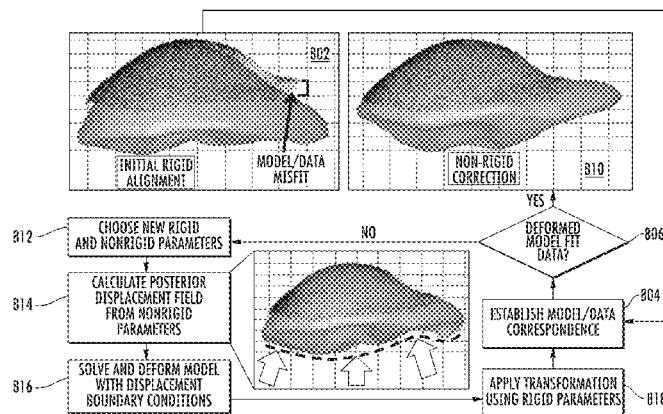 802
INITIAL RIGID
ALIGNMENT
MODEL/DATA
MISFIT
NON-RIGID
CORRECTION
810
YES
812
CHOOSE NEW RIGID
AND NONRIGID PARAMETERS
NO
DEFORMED
MODEL FIT
DATA?
806
814
CALCULATE POSTERIOR
DISPLACEMENT FIELD
FROM NONRIGID
PARAMETERS
804
ESTABLISH MODEL/DATA
CORRESPONDENCE
816
SOLVE AND DEFORM MODEL
WITH DISPLACEMENT
BOUNDARY CONDITIONS
APPLY TRANSFORMATION
USING RIGID PARAMETERS
818